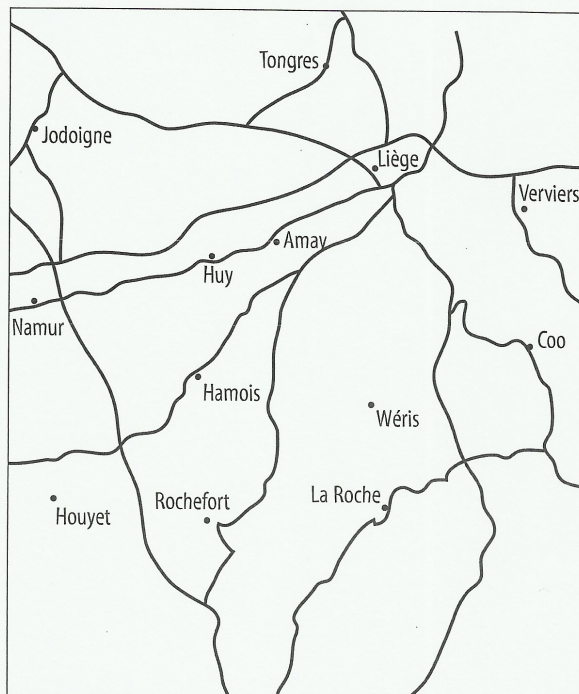 Tongres
Jodoigne
Liège
Verviers
Amay
Huy
Namur
Coo
Hamois
Wéris
La Roche
Rochefort
Houyet